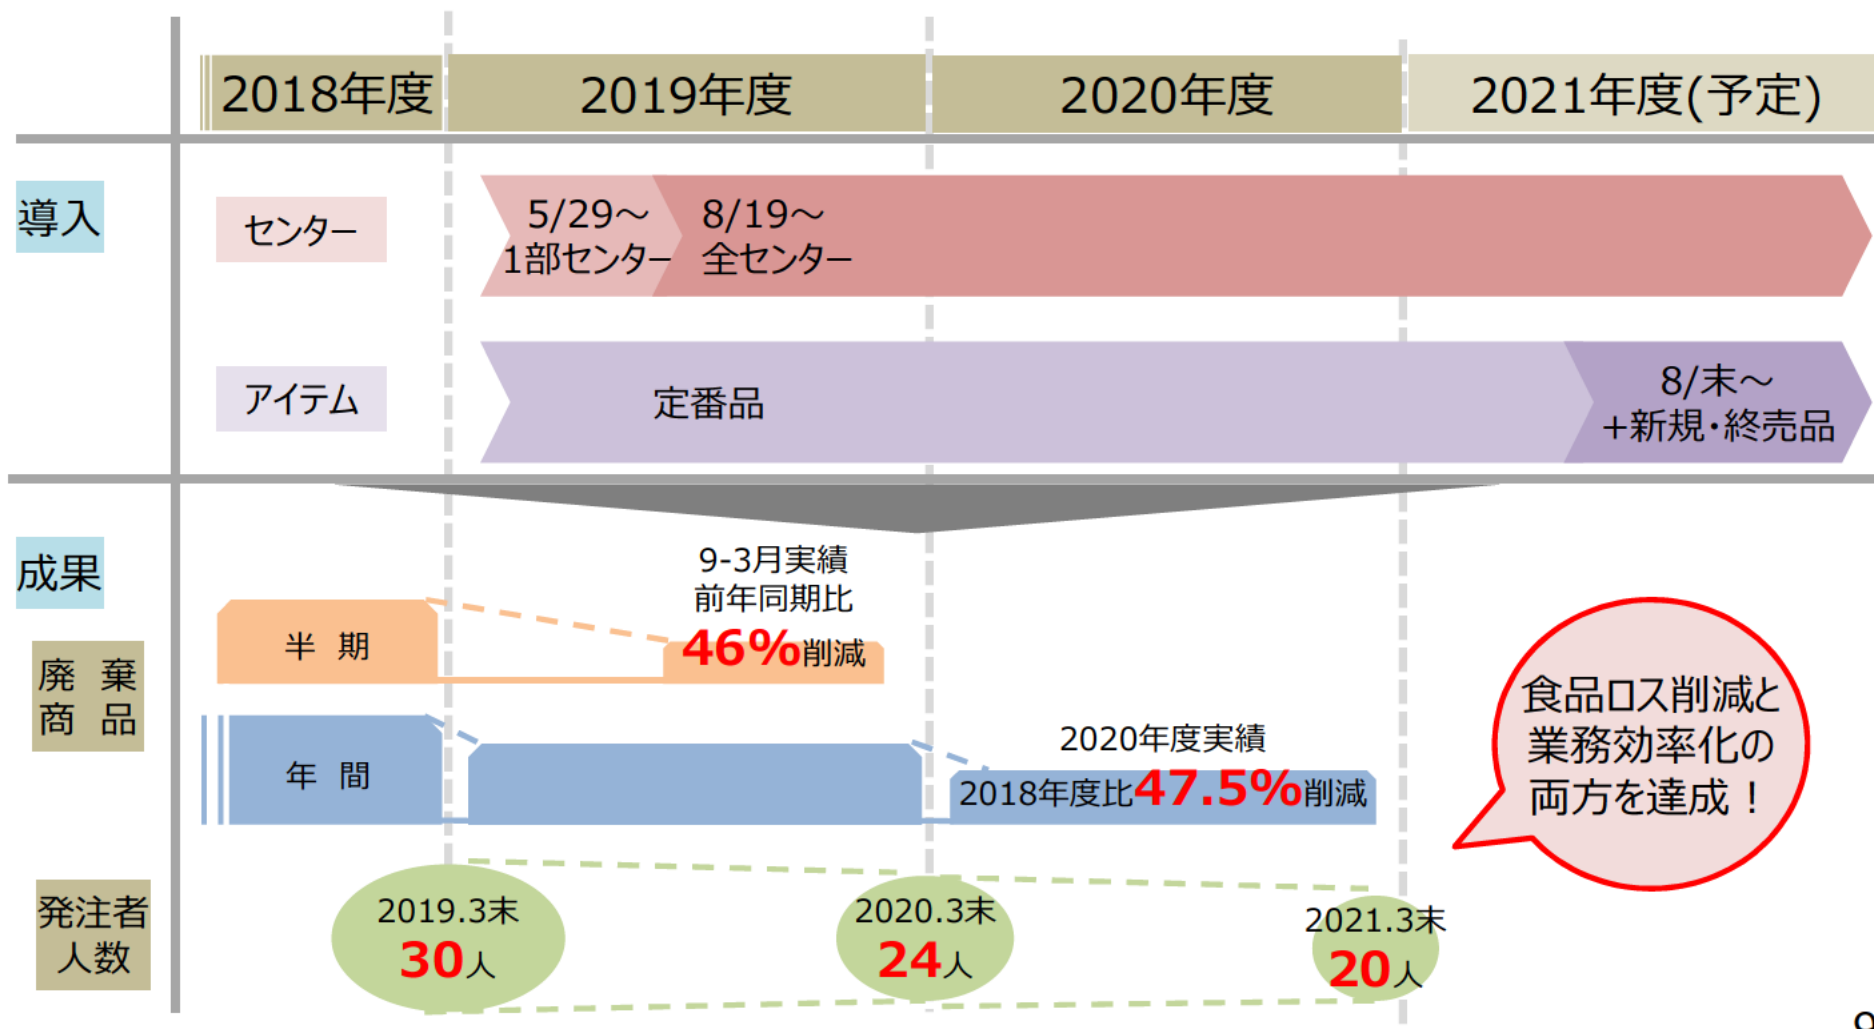 2018年度
2019年度
2020年度
2021年度(予定)
導入
センター
5/29～
1部センター
8/19～
全センター
アイテム
定番品
8/末～
+新規・終売品
成果
廃　棄
商　品
半　期
9-3月実績
前年同期比
46%削減
年　間
2020年度実績
2018年度比47.5%削減
食品ロス削減と
業務効率化の
両方を達成！
発注者
人数
2019.3末
30人
2020.3末
24人
2021.3末
20人